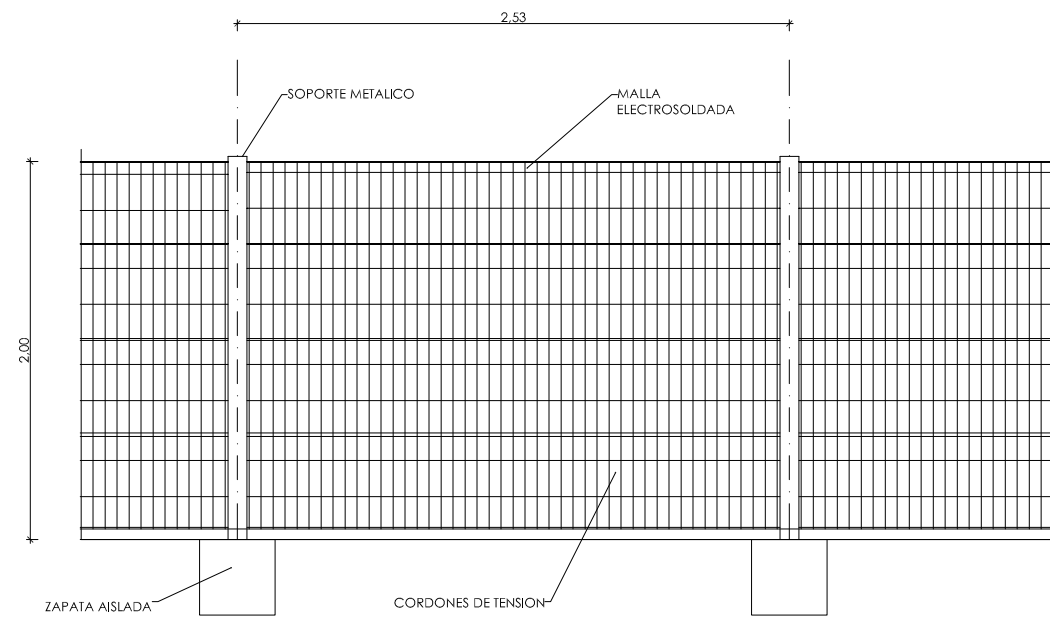 2,53
SOPORTE METALICO
MALLA
ELECTROSOLDADA
2,00
ZAPATA AISLADA
CORDONES DE TENSION